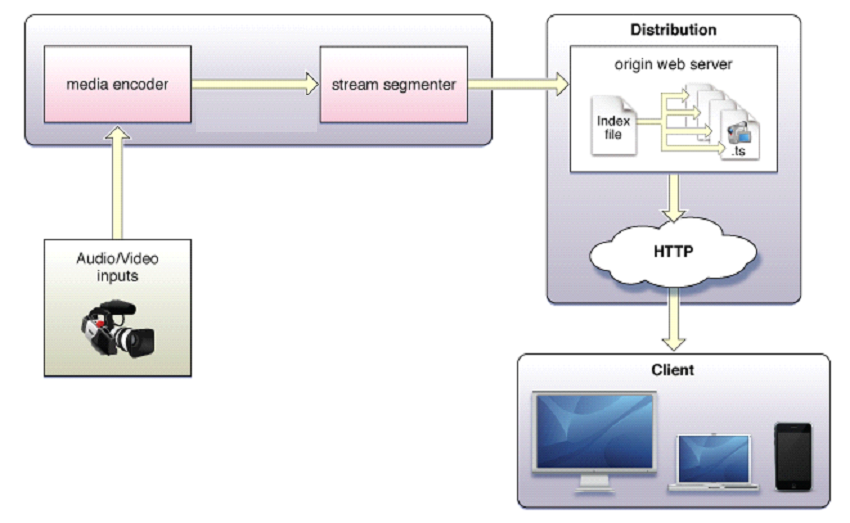 media encoder
stream segmenter
Distribution
origin web server
Index
file
.ts
HTTP
Audio/Video
inputs
Client